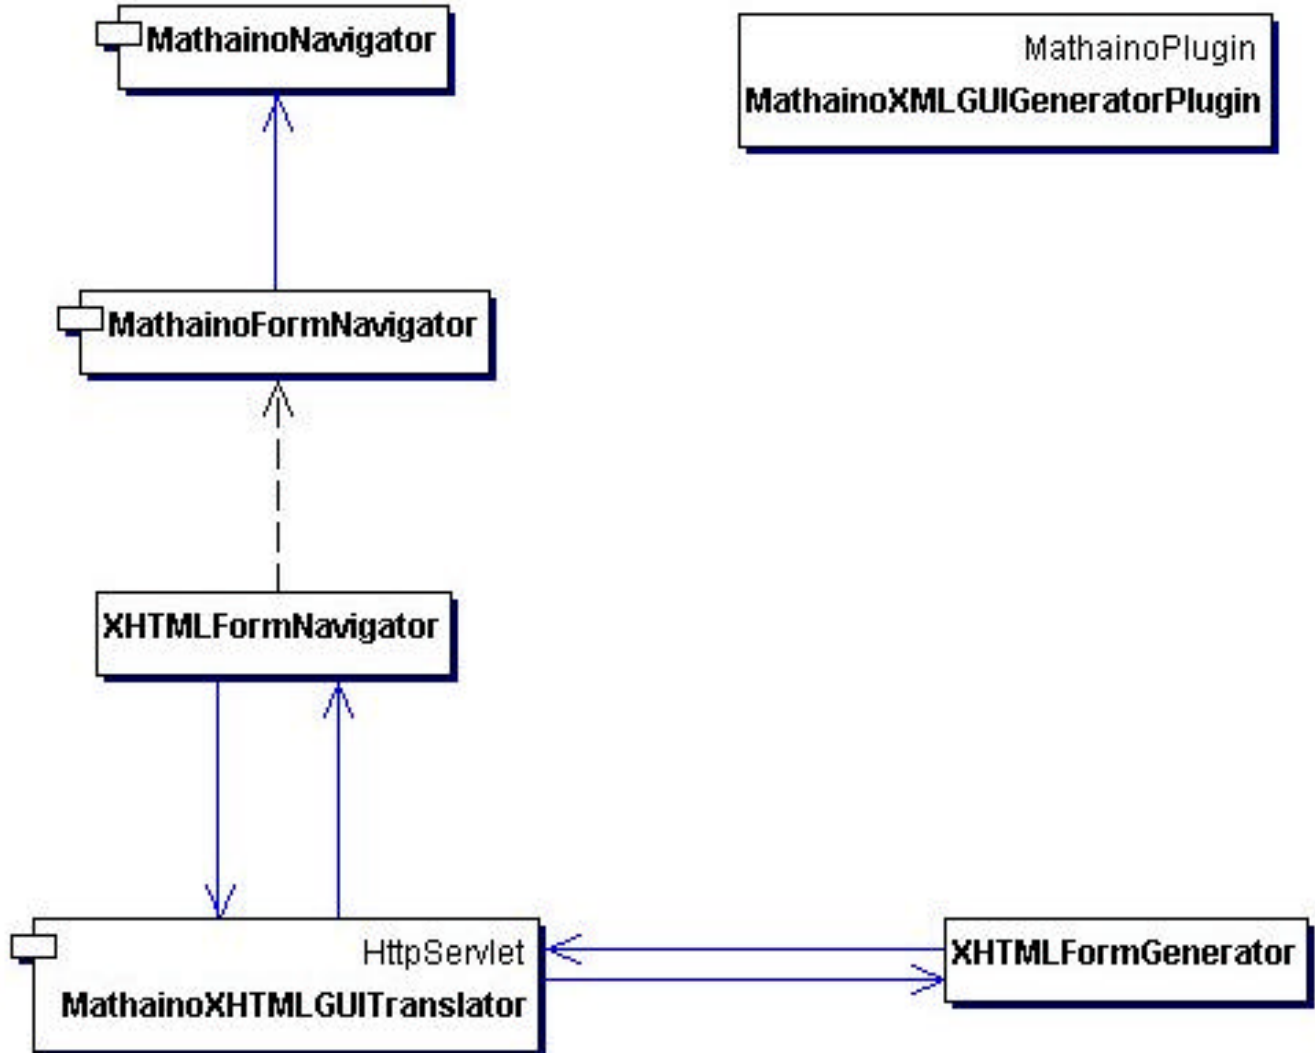 MathainoNavigator
MathainoPlugin
MathainoXMLGUIGeneratorPlugin
MathainoFormNavigator
XHTMLFormNavigator
HttpServlet
MathainoXHTMLGUITranslator
XHTMLFormGenerator